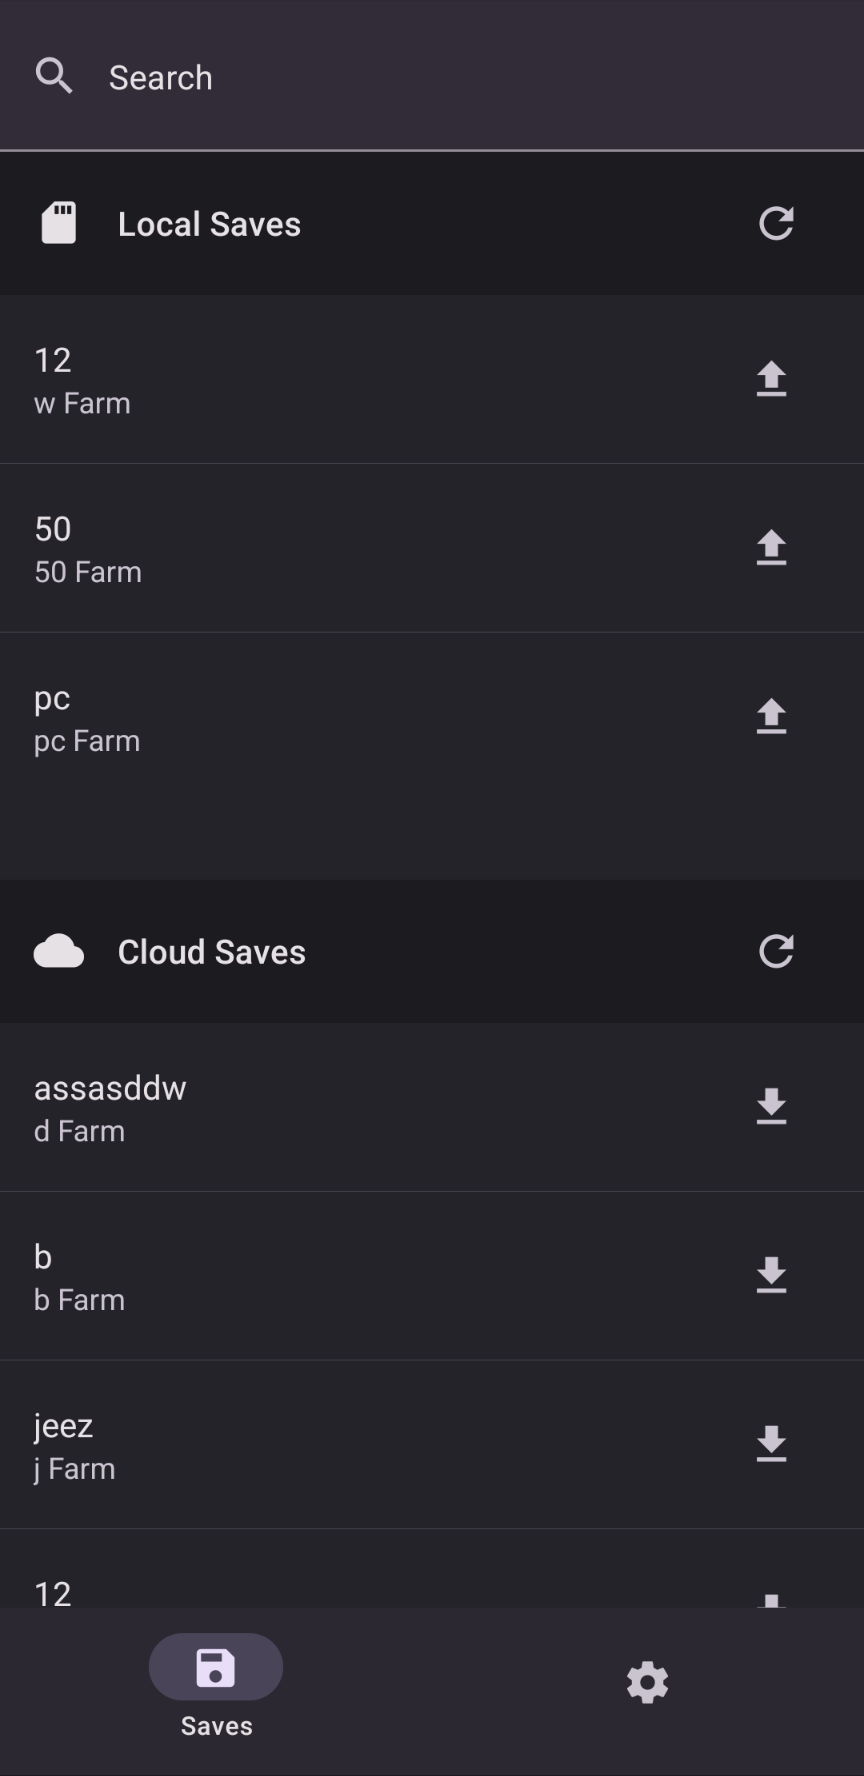 Search
Local Saves
12
w Farm
50
50 Farm
pc
pc Farm
Cloud Saves
assasddw
d Farm
b
b Farm
jeez
j Farm
12
Saves